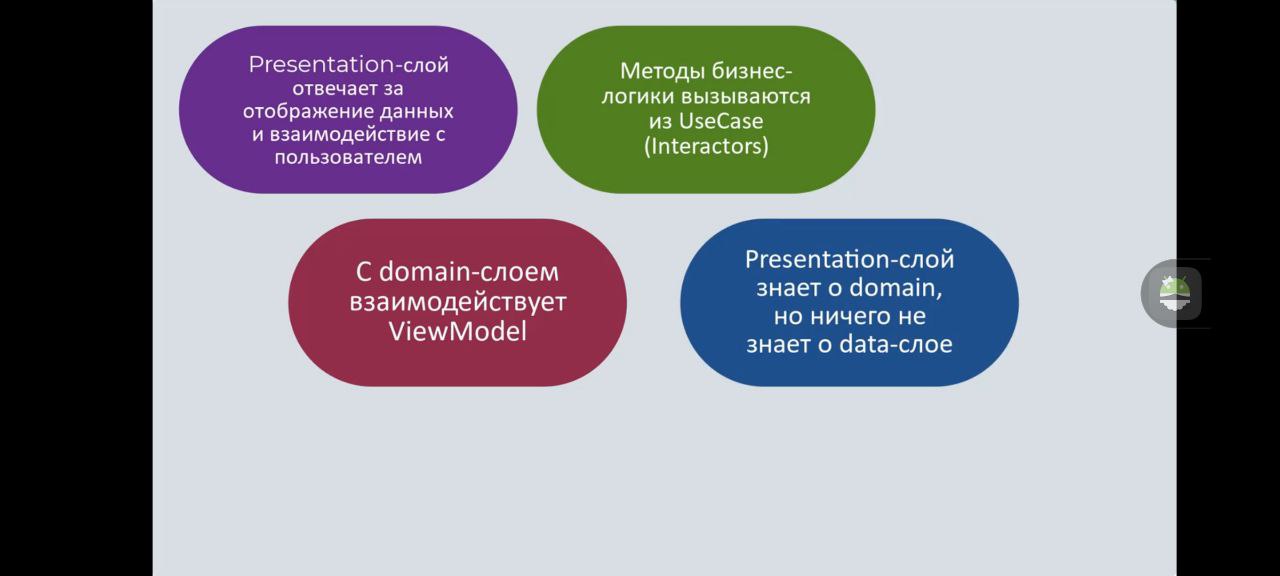 Presentation-слой
отвечает за
отображение данных
и взаимодействие с
пользователем
Методы бизнес-
логики вызываются
из UseCase
(Interactors)
С domain-слоем
взаимодействует
ViewModel
Presentation-слой
знает о domain,
но ничего не
знает о data-слое